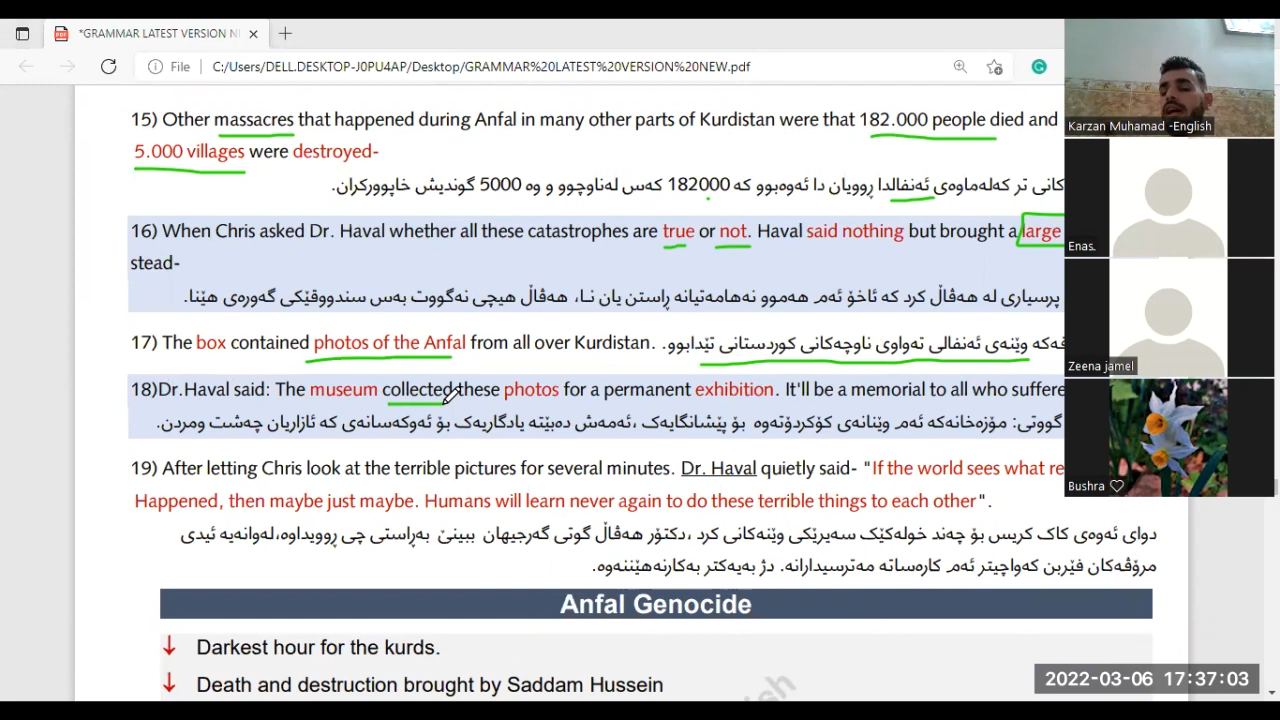 *GRAMMAR LATEST VERSION NE
File
C:/Users/DELL.DESKTOP-J0PU4AP/Desktop/GRAMMAR%20LATEST%20VERSION%20NEW.pdf
15) Other massacres that happened during Anfal in many other parts of Kurdistan were that 182.000 people died and
5.000 villages were destroyed-
کانی تر کەلەماوەی ئەنفالدا ڕوویان دا ئەوەبوو کە 182000 کەس لەناوچوو و وە 5000 گوندیش خاپوورکران.
16) When Chris asked Dr. Haval whether all these catastrophes are true or not. Haval said nothing but brought a large
stead-
پرسیاری لە هەڤاڵ کرد کە ئاخۆ ئەم هەموو نەهامەتیانە ڕاستن یان نـا، هەڤاڵ هیچی نەگووت بەس سندووقێکی گەورەی هێنا.
17) The box contained photos of the Anfal from all over Kurdistan. فەکە وێنەی ئەنفالی تەواوی ناوچەکانی کوردستانی تێدابوو.
18)Dr.Haval said: The museum collected these photos for a permanent exhibition. It'll be a memorial to all who suffere
گووتی: مۆزەخانەکە ئەم وێنانەی کۆکردۆتەوە بۆ پێشانگایەک ،ئەمەش دەبێتە یادگاریەک بۆ ئەوکەسانەی کە ئازاریان چەشت ومردن.
19) After letting Chris look at the terrible pictures for several minutes. Dr. Haval quietly said- "If the world sees what re
Happened, then maybe just maybe. Humans will learn never again to do these terrible things to each other".
دوای ئەوەی کاک کریس بۆ چەند خولەکێک سەیرێکی وێنەکانی کرد ،دکتۆر هەڤاڵ گوتی گەرجیهان ببینێ بەڕاستی چی ڕوویداوە،لەوانەیە ئیدی
مرۆڤەکان فێربن کەواچیتر ئەم کارەساتە مەترسیدارانە. دژ بەیەکتر بەکارنەهێننەوە.
Anfal Genocide
Darkest hour for the kurds.
Death and destruction brought by Saddam Hussein
Karzan Muhamad -English
Enas.
Zeena jamel
Bushra ♡
2022-03-06 17:37:03